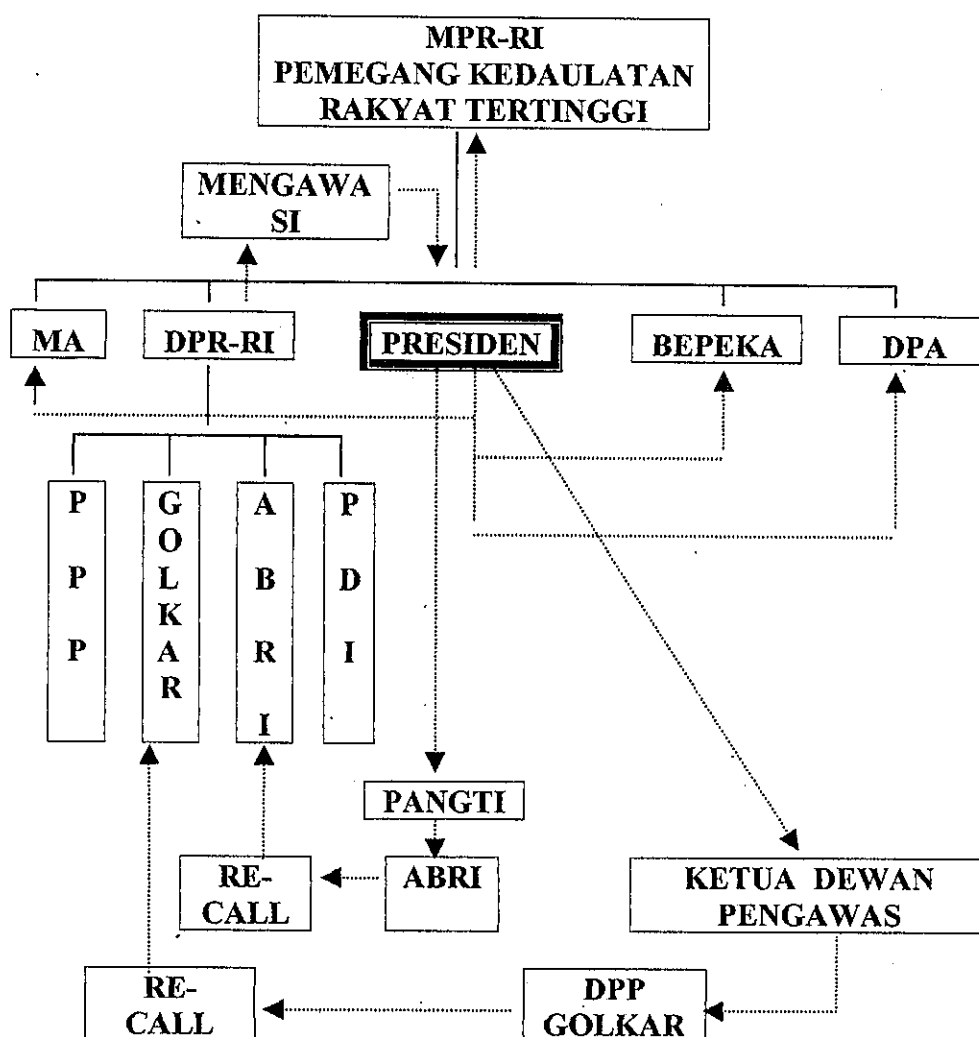 MPR-RI
PEMEGANG KEDAULATAN
RAKYAT TERTINGGI
MENGAWA
SI
MA
DPR-RI
PRESIDEN
BEPEKA
DPA
P P P
GOLKAR
A B R I
P D I
PANGTI
RE-
CALL
ABRI
KETUA DEWAN
PENGAWAS
RE-
CALL
DPP
GOLKAR